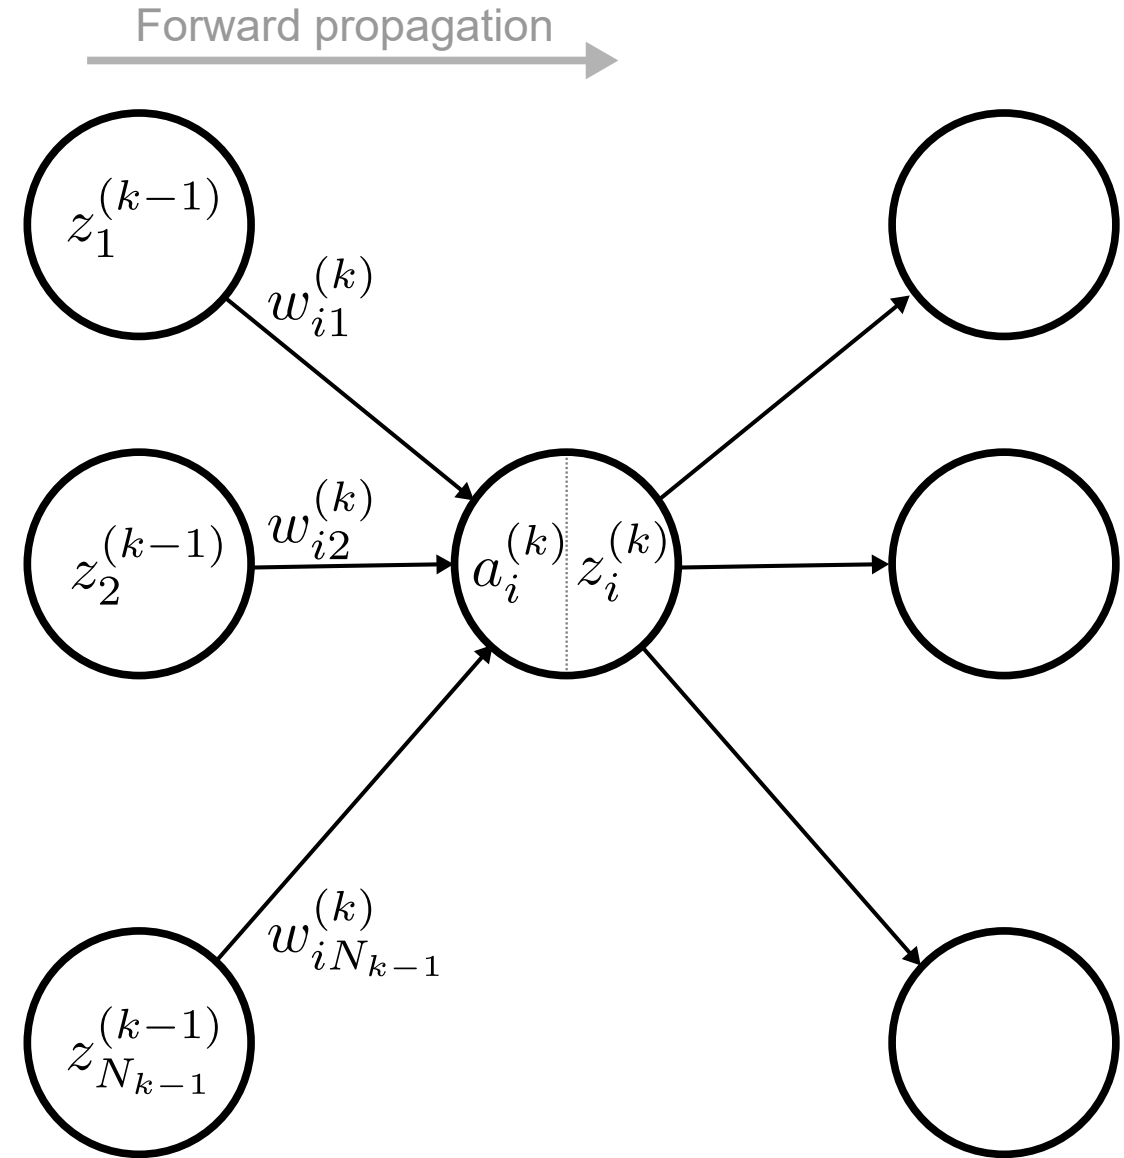 Forward propagation
z_1^{(k-1)}
w_{i1}^{(k)}
z_2^{(k-1)}
w_{i2}^{(k)}
a_i^{(k)} z_i^{(k)}
w_{iN_{k-1}}^{(k)}
z_{N_{k-1}}^{(k-1)}